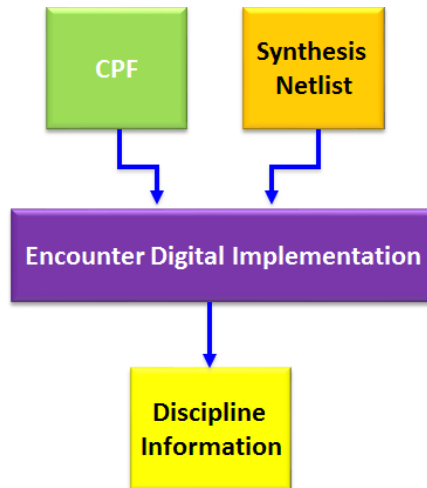 CPF
Synthesis
Netlist
Encounter Digital Implementation
Discipline
Information